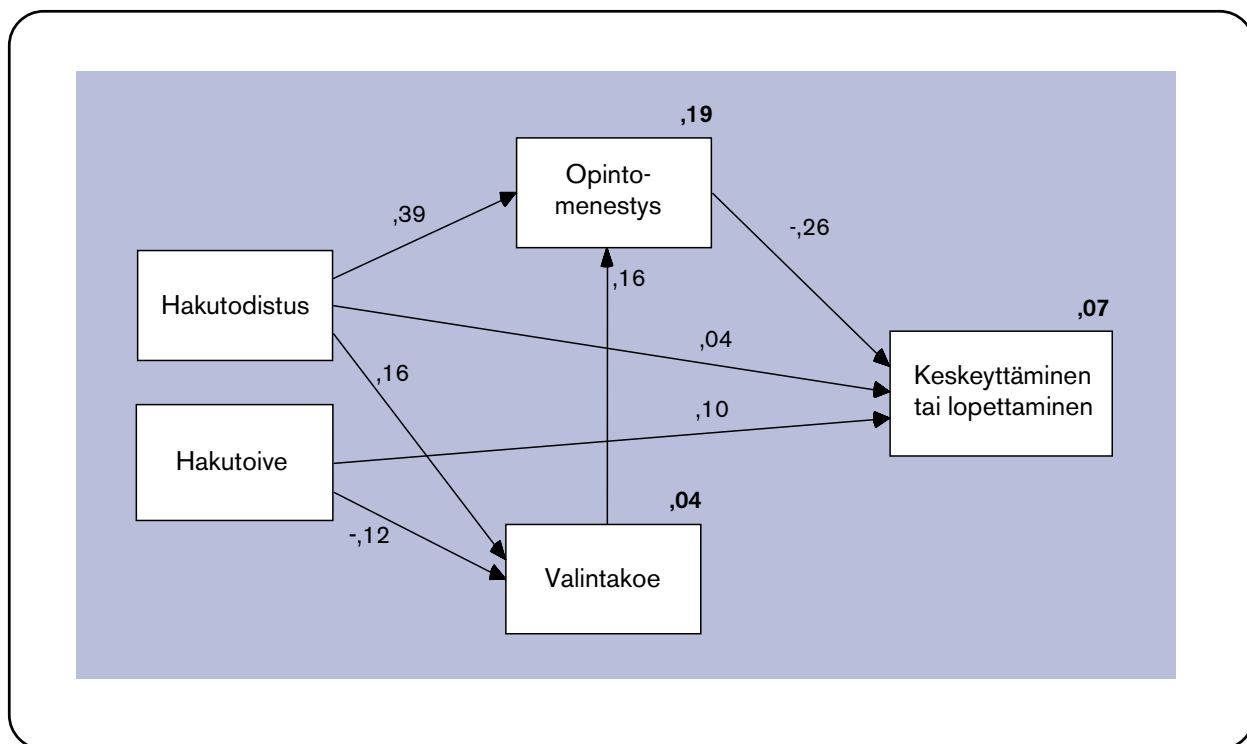 ,19
Opinto-
menestys
,39
-,26
Hakutodistus
,16
,07
,04
Keskeyttäminen
tai lopettaminen
,16
,10
Hakutoive
,04
-,12
Valintakoe